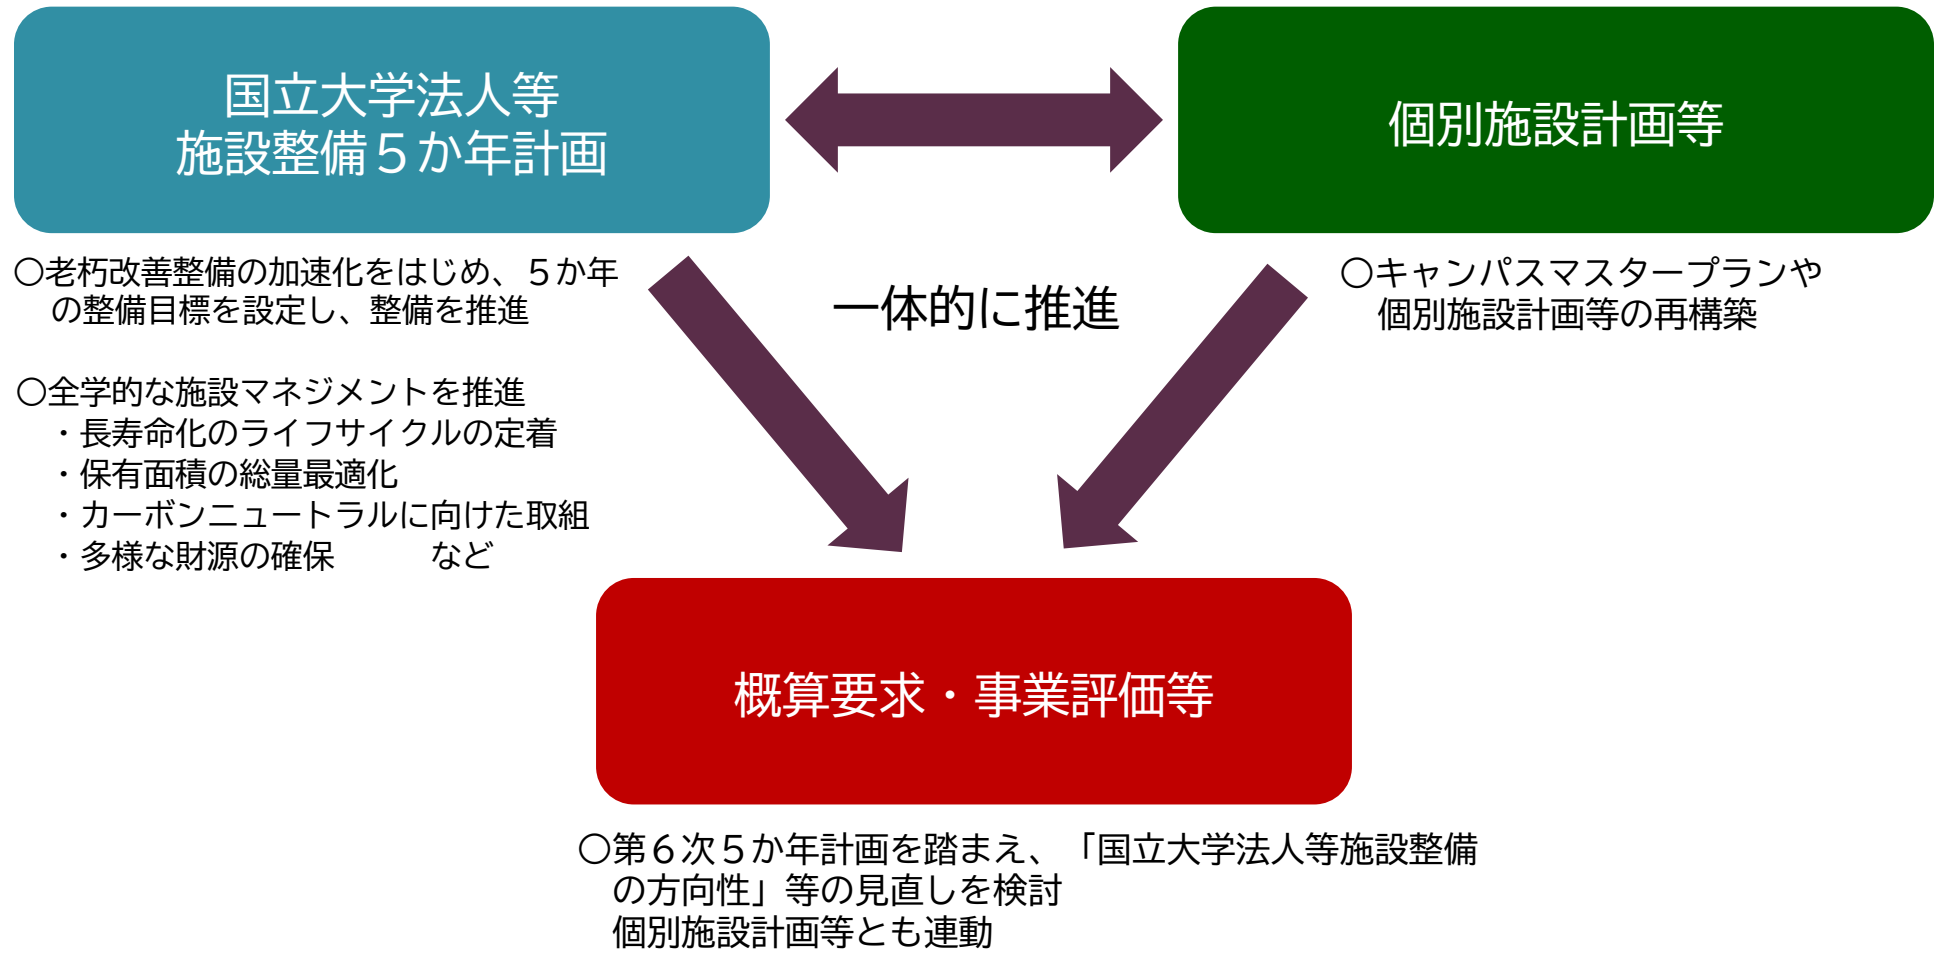 国立大学法人等
施設整備５か年計画
個別施設計画等
〇老朽改善整備の加速化をはじめ、５か年
の整備目標を設定し、整備を推進
〇全学的な施設マネジメントを推進
・長寿命化のライフサイクルの定着
・保有面積の総量最適化
・カーボンニュートラルに向けた取組
・多様な財源の確保　　　など
一体的に推進
〇キャンパスマスタープランや
個別施設計画等の再構築
概算要求・事業評価等
〇第６次５か年計画を踏まえ、「国立大学法人等施設整備
の方向性」等の見直しを検討
個別施設計画等とも連動